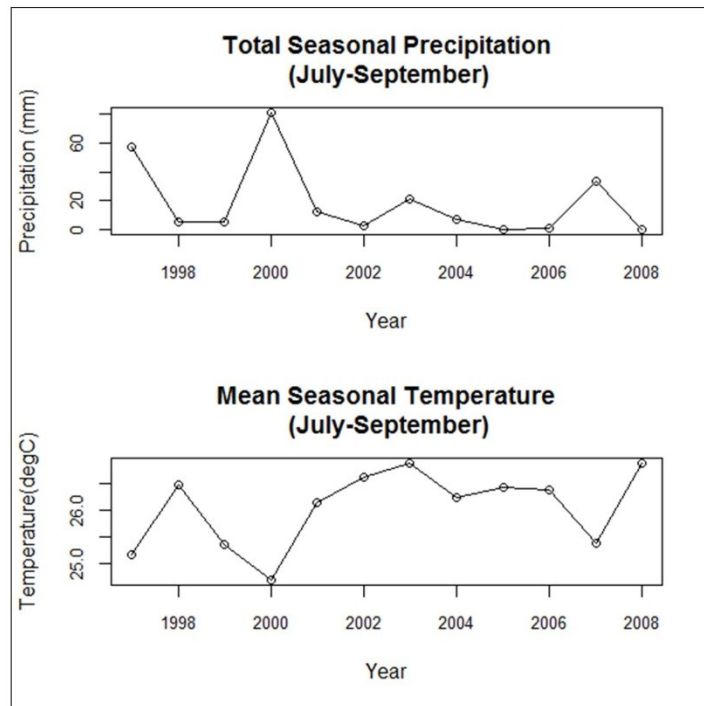 Total Seasonal Precipitation
(July-September)
Precipitation (mm)
60
20
0
1998 2000 2002 2004 2006 2008
Year
Mean Seasonal Temperature
(July-September)
Temperature(degC)
26.0
25.0
1998 2000 2002 2004 2006 2008
Year